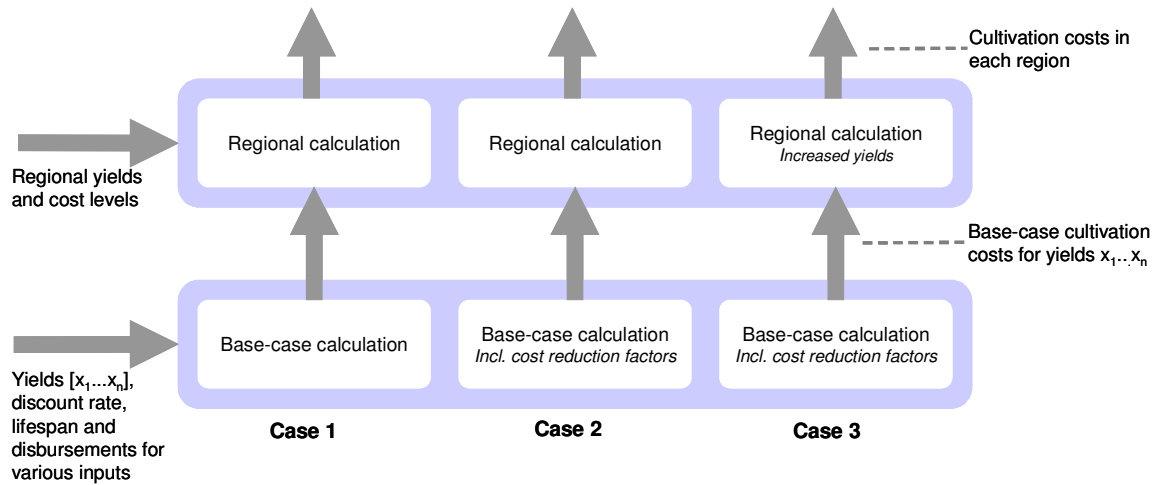 Cultivation costs in
each region
Regional calculation
Regional calculation
Regional calculation
Increased yields
Regional yields
and cost levels
Base-case cultivation
costs for yields x₁...xₙ
Base-case calculation
Base-case calculation
Incl. cost reduction factors
Base-case calculation
Incl. cost reduction factors
Yields [x₁...xₙ],
discount rate,
lifespan and
disbursements for
various inputs
Case 1
Case 2
Case 3